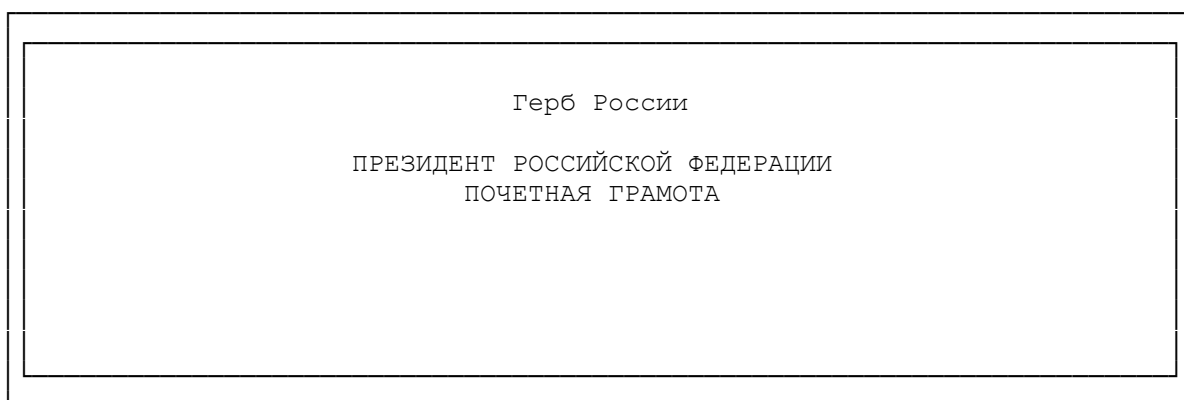 Герб России
ПРЕЗИДЕНТ РОССИЙСКОЙ ФЕДЕРАЦИИ
ПОЧЕТНАЯ ГРАМОТА